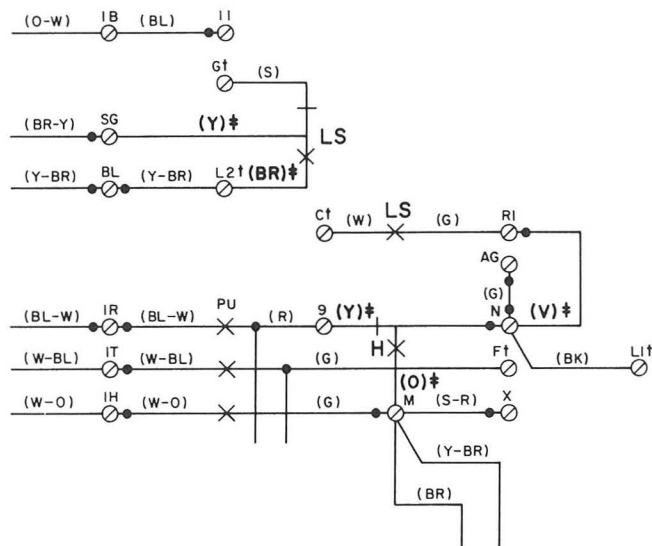 (O-W) IB (BL) II
G† (S)
(BR-Y) SG (Y)‡ LS
(Y-BR) BL (Y-BR) L2† (BR)‡
C† (W) LS (G) RI
AG
(G)
(BL-W) IR (BL-W) PU (R) 9 (Y)‡ N (V)‡
H
(W-BL) IT (W-BL) (G) F† (BK) LI†
(O)‡
(W-O) IH (W-O) (G) M (S-R) X
(Y-BR)
(BR)